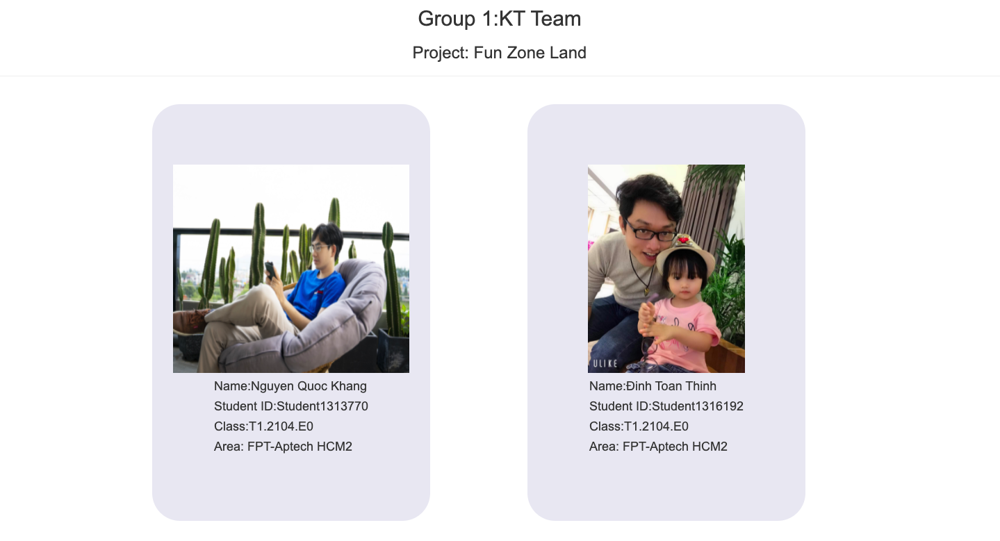 Group 1:KT Team
Project: Fun Zone Land
ULIKE
Name:Nguyen Quoc Khang
Student ID:Student1313770
Class:T1.2104.E0
Area: FPT-Aptech HCM2
Name:Đinh Toan Thinh
Student ID:Student1316192
Class:T1.2104.E0
Area: FPT-Aptech HCM2